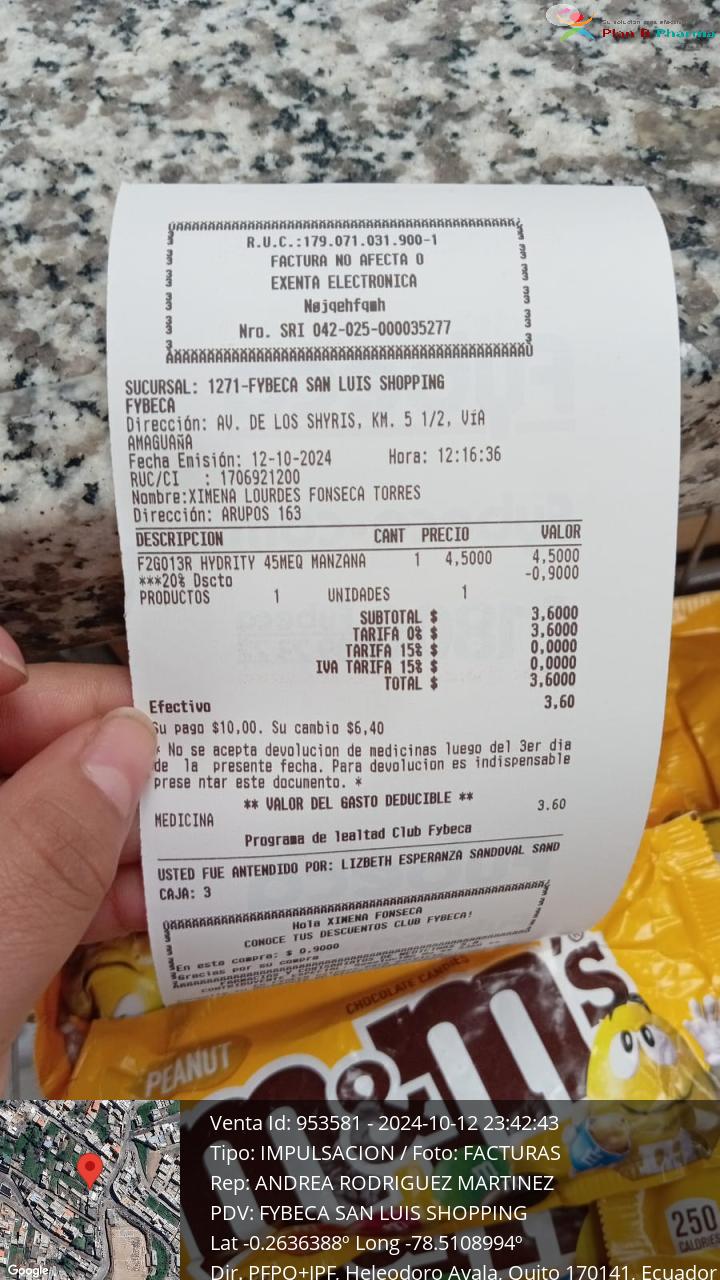 Su solucion mas efectiva
Plan B Pharma
R.U.C.:179.071.031.900-1
FACTURA NO AFECTA O
EXENTA ELECTRONICA
Nøjqehfqmh
Nro. SRI 042-025-000035277
SUCURSAL: 1271-FYBECA SAN LUIS SHOPPING
FYBECA
Dirección: AV. DE LOS SHYRIS, KM. 5 1/2, VíA
AMAGUAñA
Fecha Emisión: 12-10-2024 Hora: 12:16:36
RUC/CI : 1706921200
Nombre:XIMENA LOURDES FONSECA TORRES
Dirección: ARUPOS 163
DESCRIPCION CANT PRECIO VALOR
F2G013R HYDRITY 45MEQ MANZANA 1 4,5000 4,5000
***20% Dscto -0,9000
PRODUCTOS 1 UNIDADES 1
SUBTOTAL $ 3,6000
TARIFA 0% $ 3,6000
TARIFA 15% $ 0,0000
IVA TARIFA 15% $ 0,0000
TOTAL $ 3,6000
Efectivo 3,60
Su pago $10,00. Su cambio $6,40
* No se acepta devolucion de medicinas luego del 3er dia
de la presente fecha. Para devolucion es indispensable
prese ntar este documento. *
** VALOR DEL GASTO DEDUCIBLE **
MEDICINA 3.60
Programa de lealtad Club Fybeca
USTED FUE ANTENDIDO POR: LIZBETH ESPERANZA SANDOVAL SAND
CAJA: 3
Hola XIMENA FONSECA
CONOCE TUS DESCUENTOS CLUB FYBECA!
En esta compra: $ 0.9000
Gracias por su compra
CHOCOLATE CANDIES
PEANUT
m&m's
®
250
CALORIES
Venta Id: 953581 - 2024-10-12 23:42:43
Tipo: IMPULSACION / Foto: FACTURAS
Rep: ANDREA RODRIGUEZ MARTINEZ
PDV: FYBECA SAN LUIS SHOPPING
Lat -0.2636388º Long -78.5108994º
Dir. PFPQ+JPF, Heleodoro Ayala, Quito 170141, Ecuador
Google